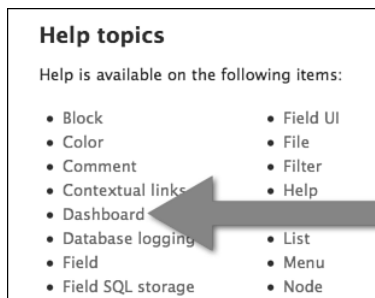 Help topics
Help is available on the following items:
• Block
• Color
• Comment
• Contextual links
• Dashboard
• Database logging
• Field
• Field SQL storage
• Field UI
• File
• Filter
• Help
• List
• Menu
• Node